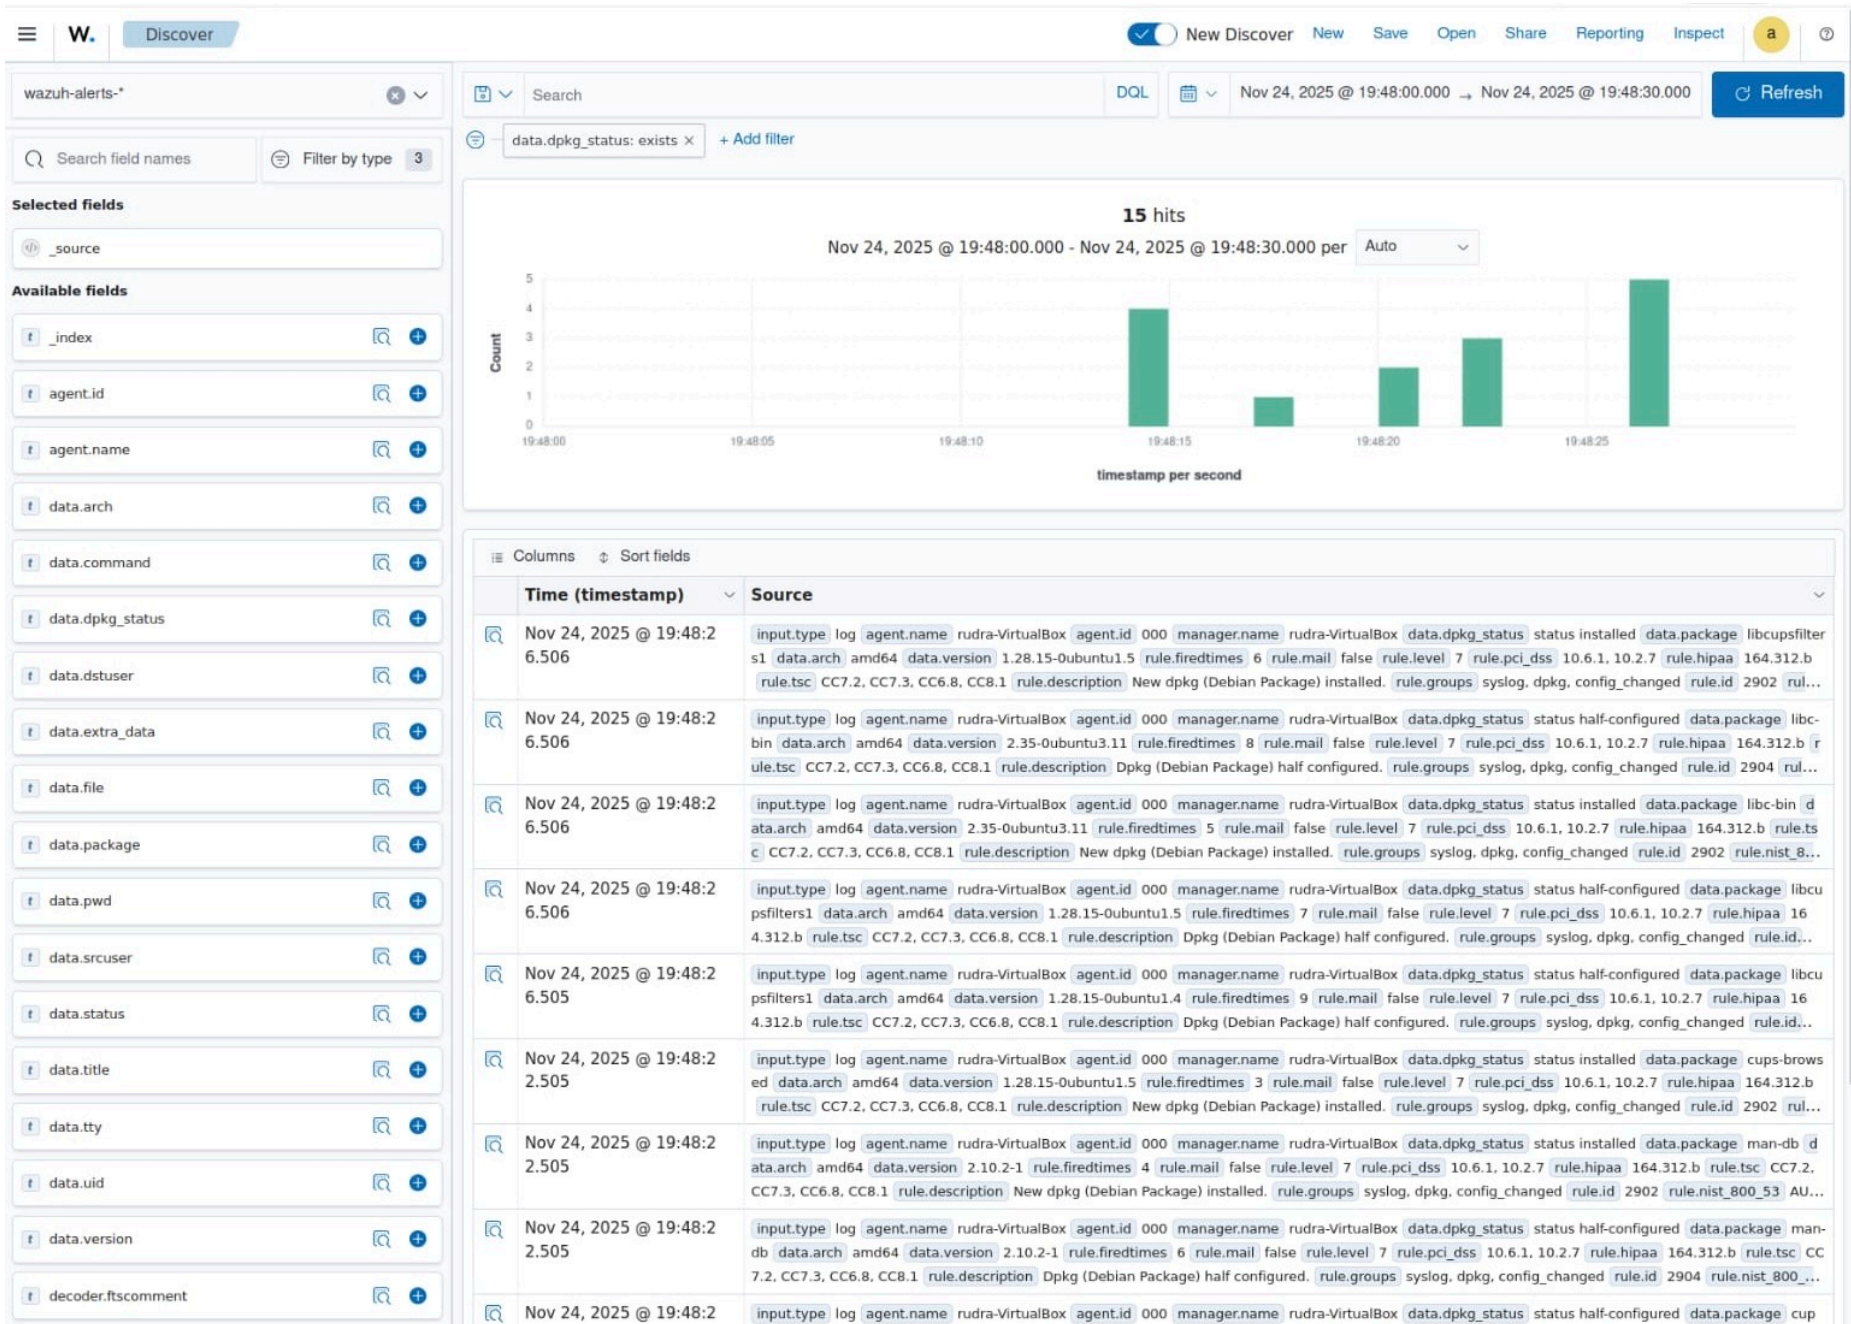 W. Discover New Discover New Save Open Share Reporting Inspect a
wazuh-alerts-*
Search DQL Nov 24, 2025 @ 19:48:00.000 → Nov 24, 2025 @ 19:48:30.000 Refresh
data.dpkg_status: exists × + Add filter
Search field names Filter by type 3
Selected fields
_source
Available fields
t _index
t agent.id
t agent.name
t data.arch
t data.command
t data.dpkg_status
t data.dstuser
t data.extra_data
t data.file
t data.package
t data.pwd
t data.srcuser
t data.status
t data.title
t data.tty
t data.uid
t data.version
t decoder.ftscomment
15 hits
Nov 24, 2025 @ 19:48:00.000 - Nov 24, 2025 @ 19:48:30.000 per Auto
5
4
3
2
1
0
Count
19:48:00 19:48:05 19:48:10 19:48:15 19:48:20 19:48:25
timestamp per second
Columns Sort fields
Time (timestamp) Source
Nov 24, 2025 @ 19:48:2
6.506
input.type log agent.name rudra-VirtualBox agent.id 000 manager.name rudra-VirtualBox data.dpkg_status status installed data.package libcupsfilter
s1 data.arch amd64 data.version 1.28.15-0ubuntu1.5 rule.firedtimes 6 rule.mail false rule.level 7 rule.pci_dss 10.6.1, 10.2.7 rule.hipaa 164.312.b
rule.tsc CC7.2, CC7.3, CC6.8, CC8.1 rule.description New dpkg (Debian Package) installed. rule.groups syslog, dpkg, config_changed rule.id 2902 rul...
Nov 24, 2025 @ 19:48:2
6.506
input.type log agent.name rudra-VirtualBox agent.id 000 manager.name rudra-VirtualBox data.dpkg_status status half-configured data.package libc-
bin data.arch amd64 data.version 2.35-0ubuntu3.11 rule.firedtimes 8 rule.mail false rule.level 7 rule.pci_dss 10.6.1, 10.2.7 rule.hipaa 164.312.b r
ule.tsc CC7.2, CC7.3, CC6.8, CC8.1 rule.description Dpkg (Debian Package) half configured. rule.groups syslog, dpkg, config_changed rule.id 2904 rul...
Nov 24, 2025 @ 19:48:2
6.506
input.type log agent.name rudra-VirtualBox agent.id 000 manager.name rudra-VirtualBox data.dpkg_status status installed data.package libc-bin d
ata.arch amd64 data.version 2.35-0ubuntu3.11 rule.firedtimes 5 rule.mail false rule.level 7 rule.pci_dss 10.6.1, 10.2.7 rule.hipaa 164.312.b rule.ts
c CC7.2, CC7.3, CC6.8, CC8.1 rule.description New dpkg (Debian Package) installed. rule.groups syslog, dpkg, config_changed rule.id 2902 rule.nist_8...
Nov 24, 2025 @ 19:48:2
6.506
input.type log agent.name rudra-VirtualBox agent.id 000 manager.name rudra-VirtualBox data.dpkg_status status half-configured data.package libcu
psfilters1 data.arch amd64 data.version 1.28.15-0ubuntu1.5 rule.firedtimes 7 rule.mail false rule.level 7 rule.pci_dss 10.6.1, 10.2.7 rule.hipaa 16
4.312.b rule.tsc CC7.2, CC7.3, CC6.8, CC8.1 rule.description Dpkg (Debian Package) half configured. rule.groups syslog, dpkg, config_changed rule.id...
Nov 24, 2025 @ 19:48:2
6.505
input.type log agent.name rudra-VirtualBox agent.id 000 manager.name rudra-VirtualBox data.dpkg_status status half-configured data.package libcu
psfilters1 data.arch amd64 data.version 1.28.15-0ubuntu1.4 rule.firedtimes 9 rule.mail false rule.level 7 rule.pci_dss 10.6.1, 10.2.7 rule.hipaa 16
4.312.b rule.tsc CC7.2, CC7.3, CC6.8, CC8.1 rule.description Dpkg (Debian Package) half configured. rule.groups syslog, dpkg, config_changed rule.id...
Nov 24, 2025 @ 19:48:2
2.505
input.type log agent.name rudra-VirtualBox agent.id 000 manager.name rudra-VirtualBox data.dpkg_status status installed data.package cups-brows
ed data.arch amd64 data.version 1.28.15-0ubuntu1.5 rule.firedtimes 3 rule.mail false rule.level 7 rule.pci_dss 10.6.1, 10.2.7 rule.hipaa 164.312.b
rule.tsc CC7.2, CC7.3, CC6.8, CC8.1 rule.description New dpkg (Debian Package) installed. rule.groups syslog, dpkg, config_changed rule.id 2902 rul...
Nov 24, 2025 @ 19:48:2
2.505
input.type log agent.name rudra-VirtualBox agent.id 000 manager.name rudra-VirtualBox data.dpkg_status status installed data.package man-db d
ata.arch amd64 data.version 2.10.2-1 rule.firedtimes 4 rule.mail false rule.level 7 rule.pci_dss 10.6.1, 10.2.7 rule.hipaa 164.312.b rule.tsc CC7.2,
CC7.3, CC6.8, CC8.1 rule.description New dpkg (Debian Package) installed. rule.groups syslog, dpkg, config_changed rule.id 2902 rule.nist_800_53 AU...
Nov 24, 2025 @ 19:48:2
2.505
input.type log agent.name rudra-VirtualBox agent.id 000 manager.name rudra-VirtualBox data.dpkg_status status half-configured data.package man-
db data.arch amd64 data.version 2.10.2-1 rule.firedtimes 6 rule.mail false rule.level 7 rule.pci_dss 10.6.1, 10.2.7 rule.hipaa 164.312.b rule.tsc CC
7.2, CC7.3, CC6.8, CC8.1 rule.description Dpkg (Debian Package) half configured. rule.groups syslog, dpkg, config_changed rule.id 2904 rule.nist_800_...
Nov 24, 2025 @ 19:48:2
input.type log agent.name rudra-VirtualBox agent.id 000 manager.name rudra-VirtualBox data.dpkg_status status half-configured data.package cup